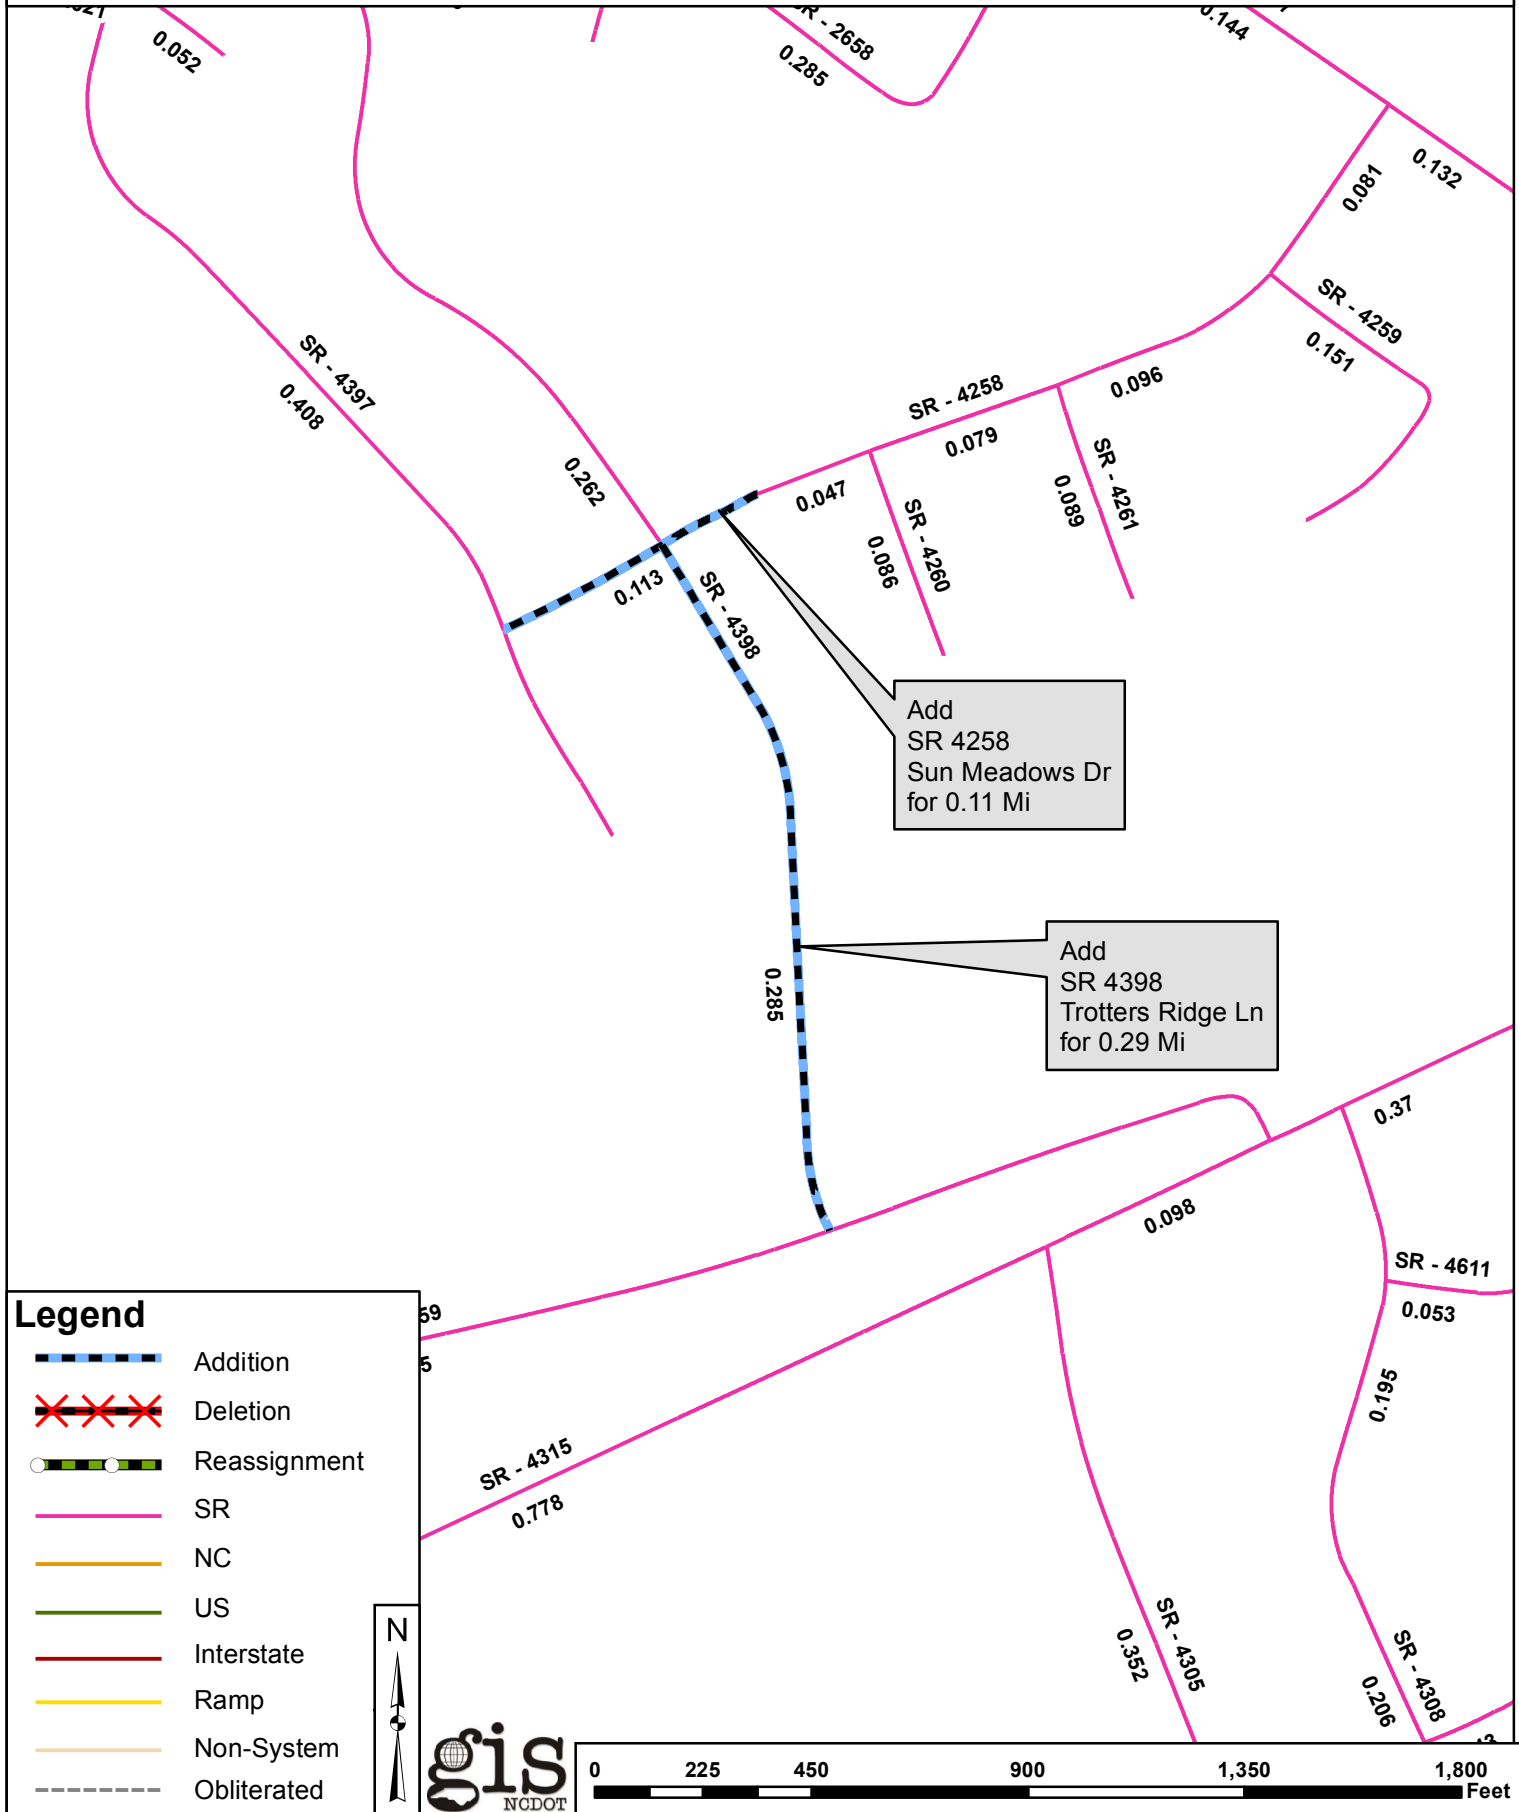 0.052
SR - 2658
0.285
0.144
0.132
0.081
SR - 4259
0.151
SR - 4397
0.408
SR - 4258
0.096
0.079
0.262
0.047
SR - 4261
0.089
SR - 4260
0.086
0.113
SR - 4398
Add
SR 4258
Sun Meadows Dr
for 0.11 Mi
Add
SR 4398
Trotters Ridge Ln
for 0.29 Mi
0.285
0.37
0.098
SR - 4611
0.053
59
5
0.195
SR - 4315
0.778
SR - 4305
0.352
SR - 4308
0.206
Legend
Addition
Deletion
Reassignment
SR
NC
US
Interstate
Ramp
Non-System
Obliterated
N
gis
NCDOT
0 225 450 900 1,350 1,800
Feet